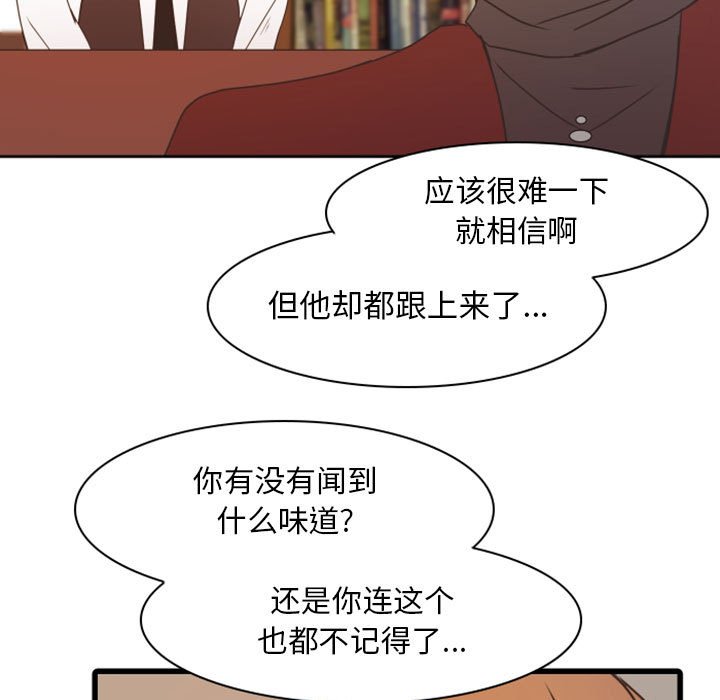 应该很难一下
就相信啊
但他却都跟上来了...
你有没有闻到
什么味道?
还是你连这个
也都不记得了...